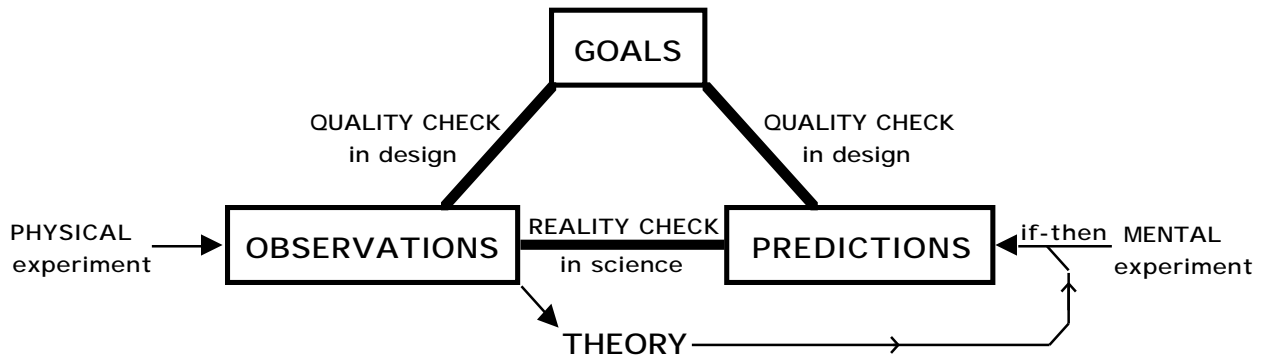 GOALS
QUALITY CHECK
in design
QUALITY CHECK
in design
PHYSICAL
experiment
OBSERVATIONS
REALITY CHECK
in science
PREDICTIONS
if-then
MENTAL
experiment
THEORY